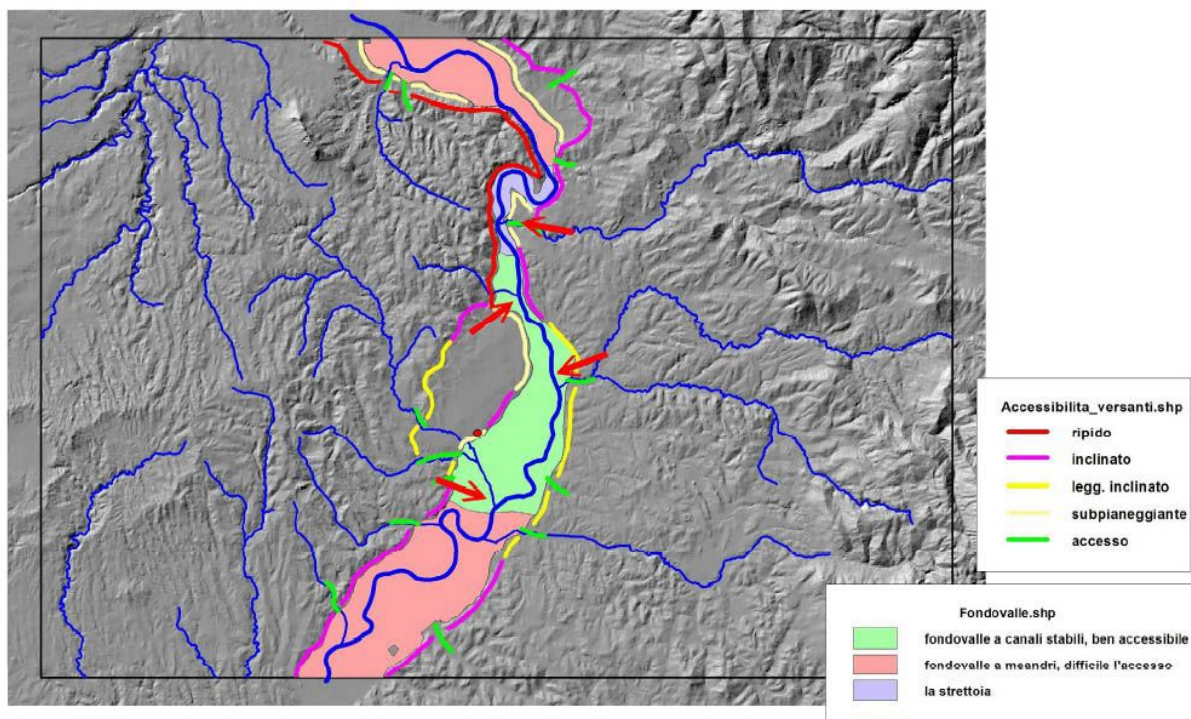 Accessibilita_versanti.shp
ripido
inclinato
legg. inclinato
subpianeggiante
accesso
Fondovalle.shp
fondovalle a canali stabili, ben accessibile
fondovalle a meandri, difficile l'accesso
la strettoia